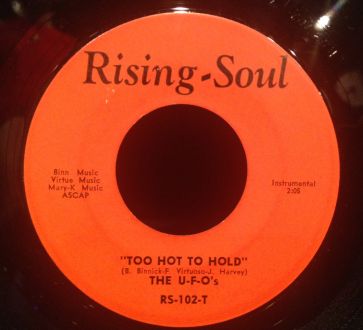 Rising-Soul
Binn Music
Virtue Music
Mary-K Music
ASCAP
Instrumental
2:05
"TOO HOT TO HOLD"
(B. Binnick-F. Virtuoso-J. Harvey)
THE U-F-O's
RS-102-T